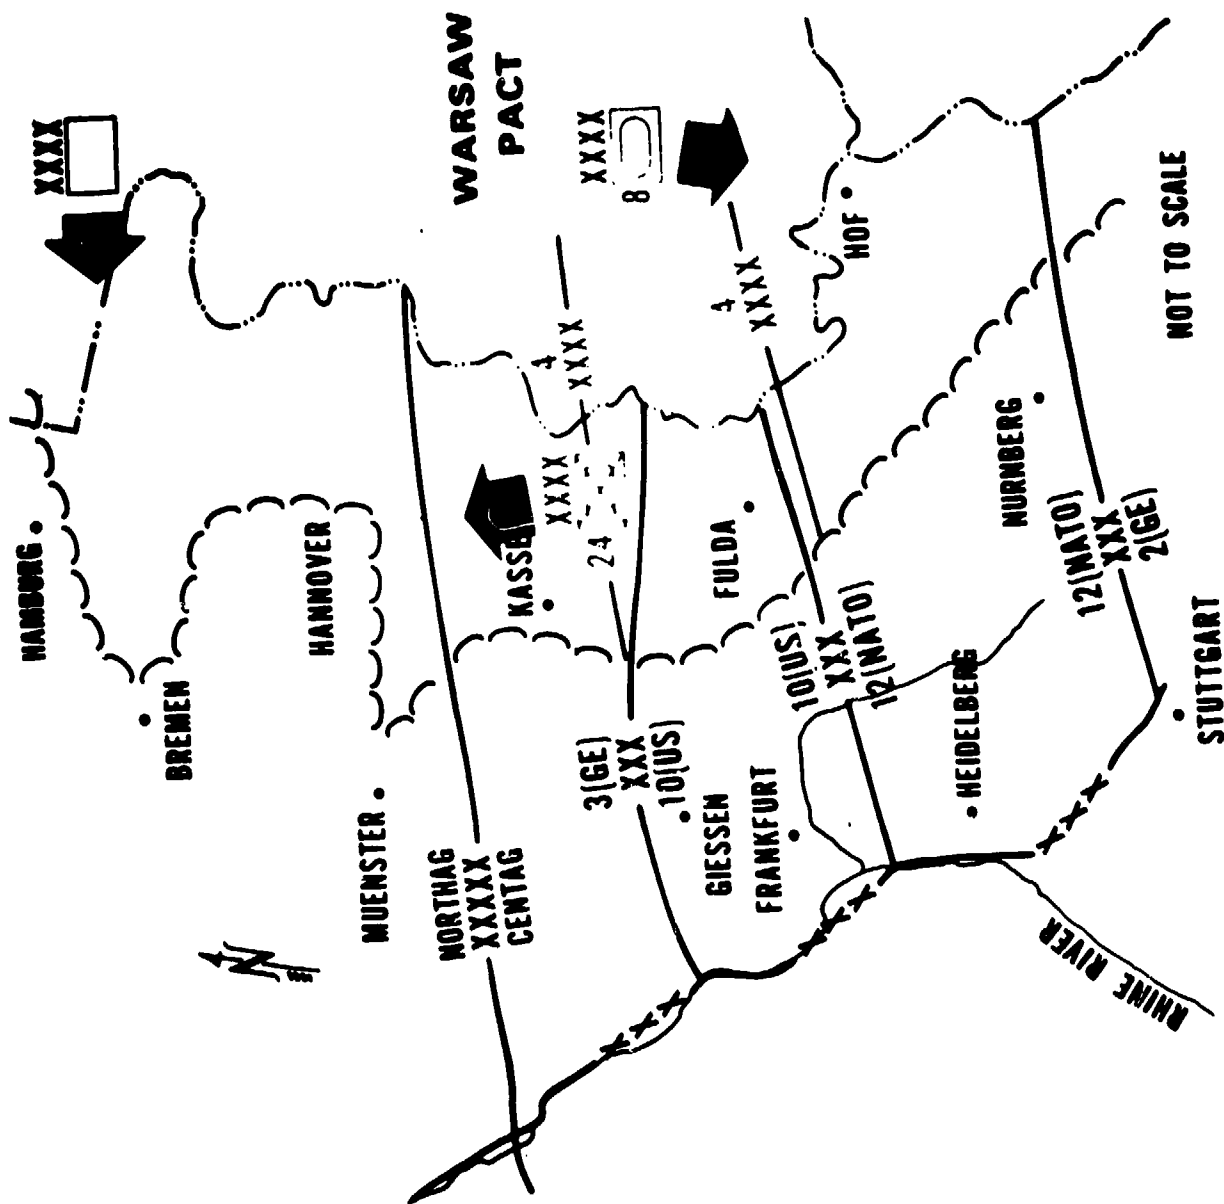 XXXX
HAMBURG
BREMEN
HANNOVER
WARSAW
PACT
MUENSTER
NORTHAG
XXXXX
CENTAG
XXXX
24
4
XXXX
XXXX
8
3(GE)
XXX
10(US)
GIESSEN
FRANKFURT
FULDA
4
XXXX
HOF
10(US)
XXX
12(NATO)
HEIDELBERG
NURNBERG
12(NATO)
XXX
2(GE)
STUTTGART
RHINE RIVER
NOT TO SCALE